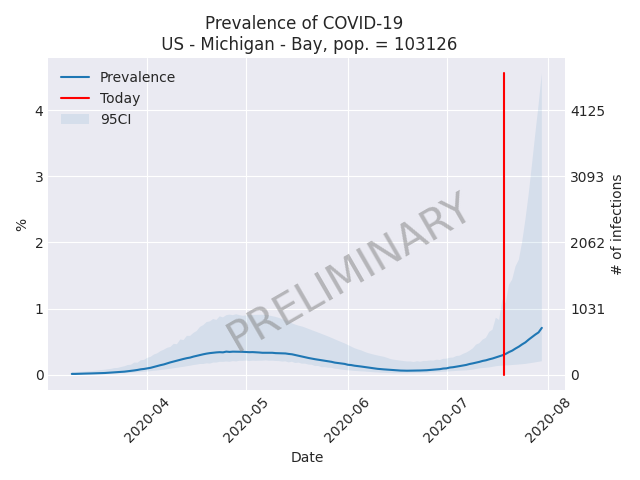 Prevalence of COVID-19
US - Michigan - Bay, pop. = 103126
Prevalence
Today
95CI
PRELIMINARY
%
4
3
2
1
0
4125
3093
2062
1031
0
# of infections
2020-04
2020-05
2020-06
2020-07
2020-08
Date